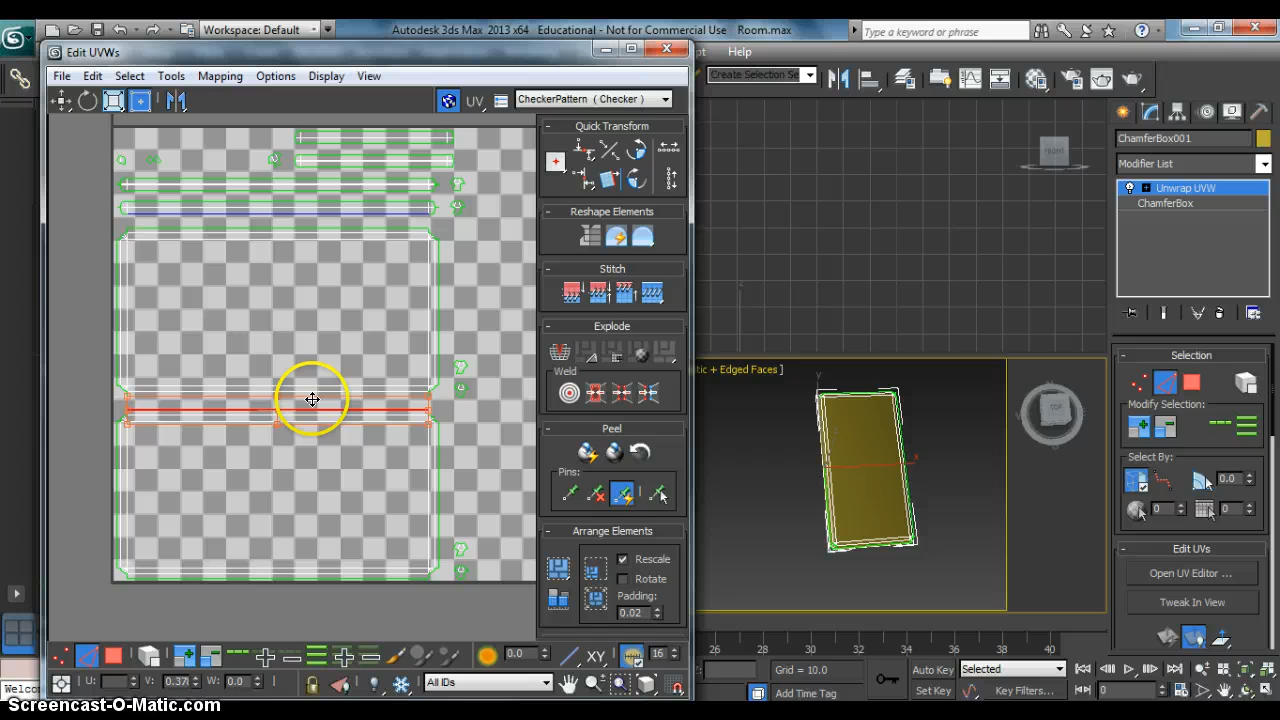 Workspace: Default
Autodesk 3ds Max 2013 x64
Educational - Not for Commercial Use
Room.max
Type a keyword or phrase
Edit UVWs
Help
File
Edit
Select
Tools
Mapping
Options
Display
View
Create Selection Se
UV
CheckerPattern ( Checker )
Quick Transform
Reshape Elements
Stitch
Explode
Weld
Peel
Pins:
Arrange Elements
Rescale
Rotate
Padding:
0.02
FRONT
tic + Edged Faces ]
y
x
TOP
ChamferBox001
Modifier List
Unwrap UVW
ChamferBox
Selection
Modify Selection:
Select By:
0.0
0
0
Edit UVs
Open UV Editor ...
Tweak In View
0.0
XY
16
U:
V: 0.37
W: 0.0
All IDs
26
28
30
32
34
36
38
40
Z:
Grid = 10.0
Add Time Tag
Auto Key
Selected
Set Key
Key Filters...
0
Welcom
Screencast-O-Matic.com